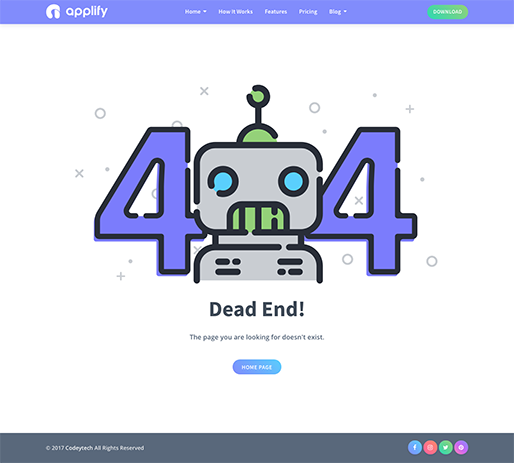 applify
Home How It Works Features Pricing Blog DOWNLOAD
4 4
Dead End!
The page you are looking for doesn't exist.
HOME PAGE
© 2017 Codeytech All Rights Reserved